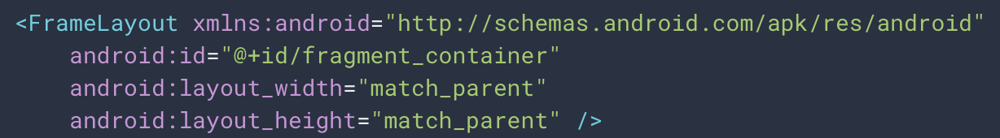 <FrameLayout xmlns:android="http://schemas.android.com/apk/res/android"
    android:id="@+id/fragment_container"
    android:layout_width="match_parent"
    android:layout_height="match_parent" />